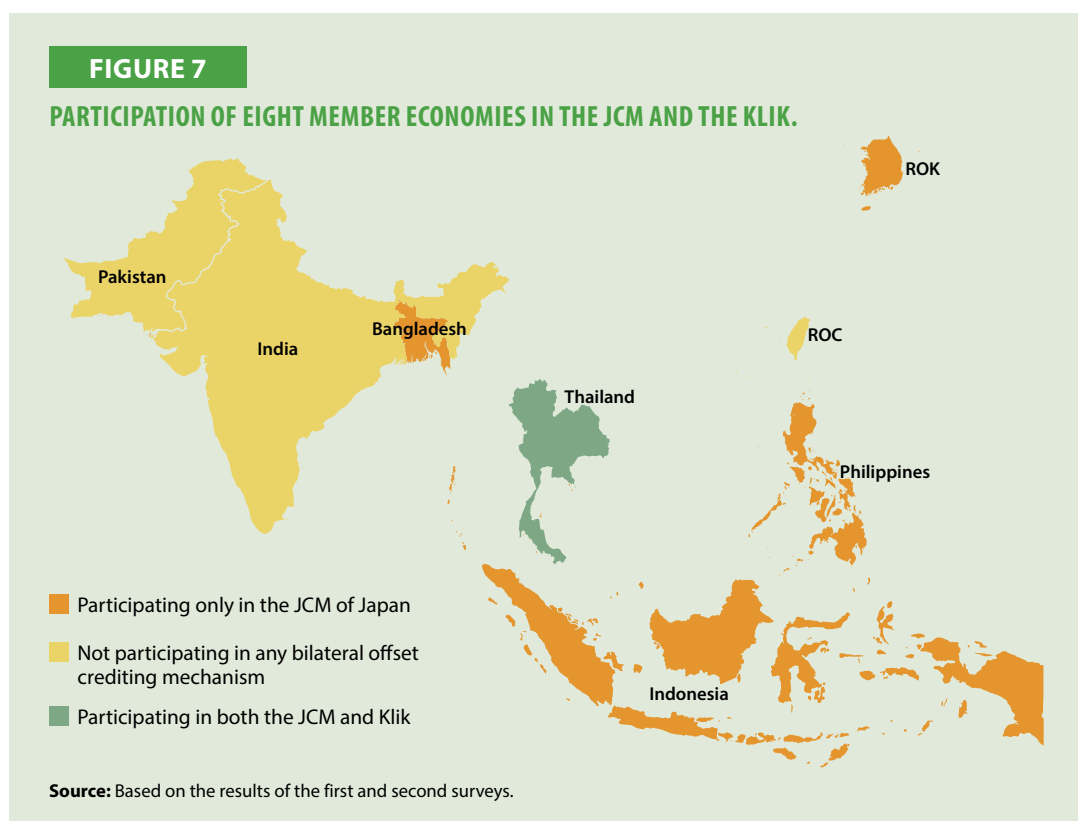 FIGURE 7
PARTICIPATION OF EIGHT MEMBER ECONOMIES IN THE JCM AND THE KLIK.
ROK
Pakistan
Bangladesh
India
ROC
Thailand
Philippines
Participating only in the JCM of Japan
Not participating in any bilateral offset
crediting mechanism
Indonesia
Participating in both the JCM and Klik
Source: Based on the results of the first and second surveys.